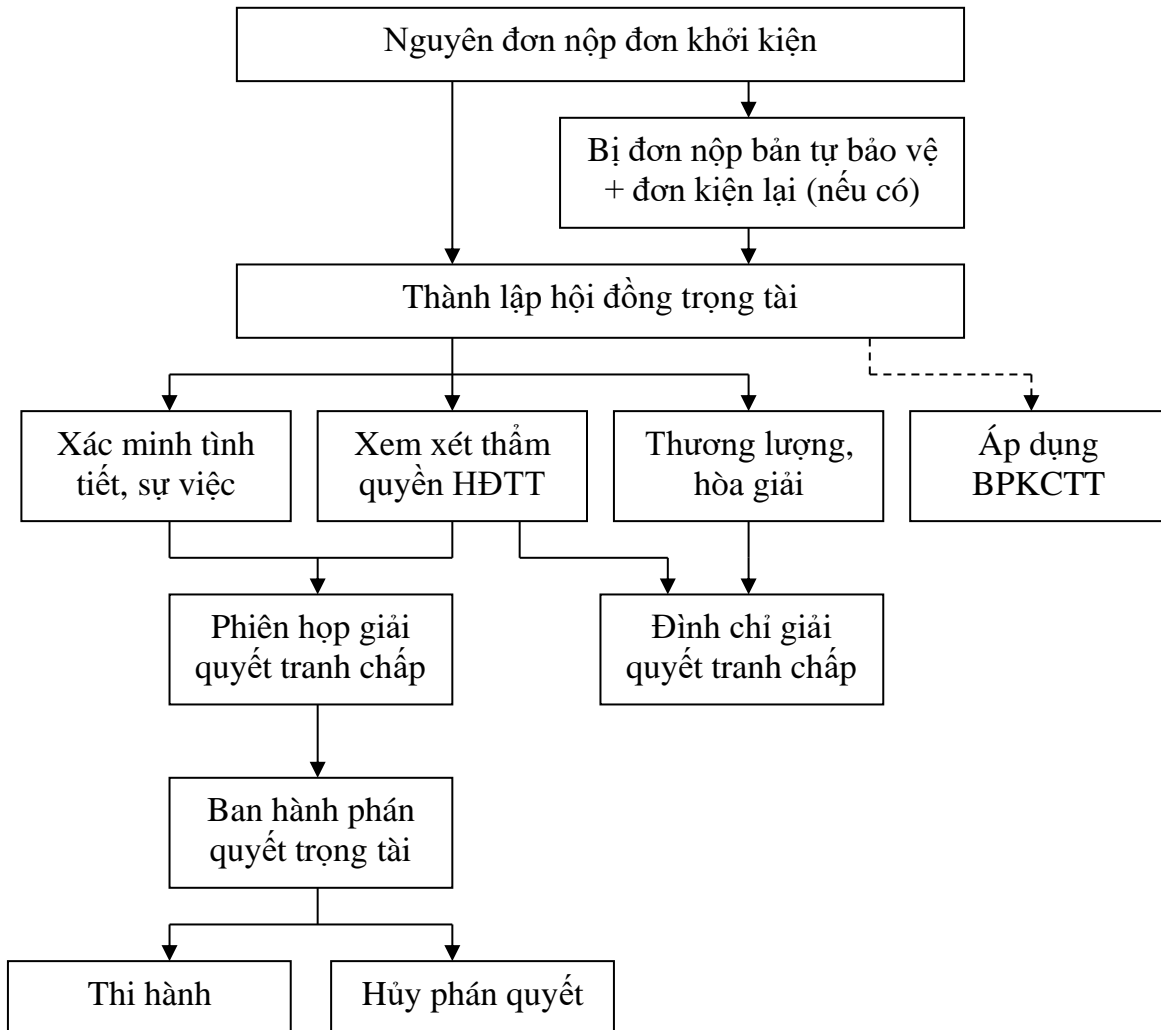 Nguyên đơn nộp đơn khởi kiện
Bị đơn nộp bản tự bảo vệ
+ đơn kiện lại (nếu có)
Thành lập hội đồng trọng tài
Xác minh tình
tiết, sự việc
Xem xét thẩm
quyền HĐTT
Thương lượng,
hòa giải
Áp dụng
BPKCTT
Phiên họp giải
quyết tranh chấp
Đình chỉ giải
quyết tranh chấp
Ban hành phán
quyết trọng tài
Thi hành
Hủy phán quyết